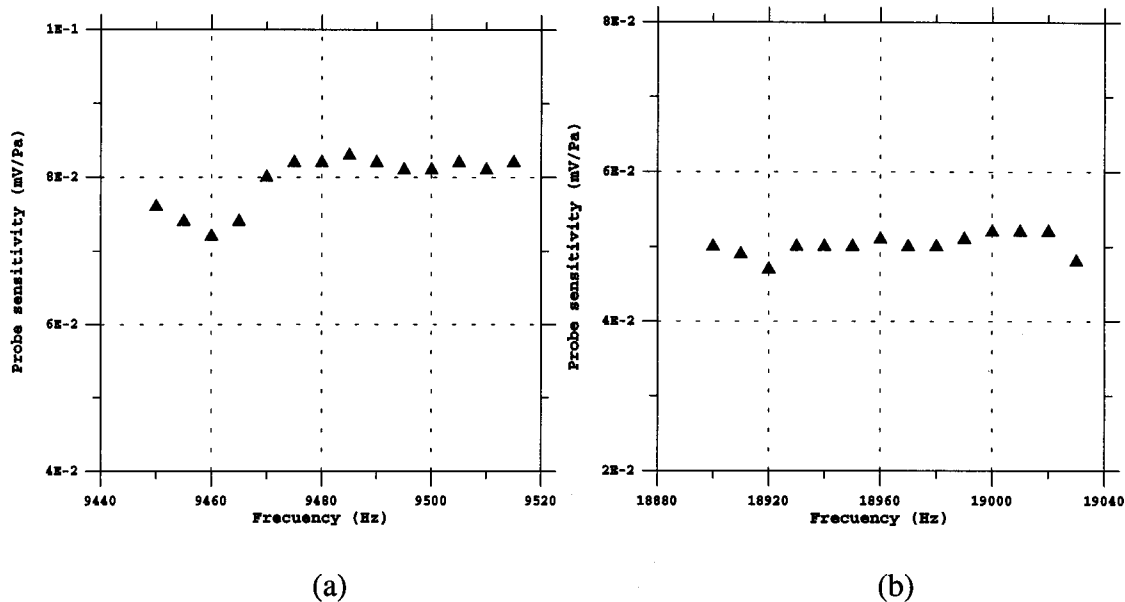 1E-1
8E-2
6E-2
4E-2
Probe sensitivity (mV/Pa)
9440 9460 9480 9500 9520
Frecuency (Hz)
(a)
8E-2
6E-2
4E-2
2E-2
Probe sensitivity (mV/Pa)
18880 18920 18960 19000 19040
Frecuency (Hz)
(b)